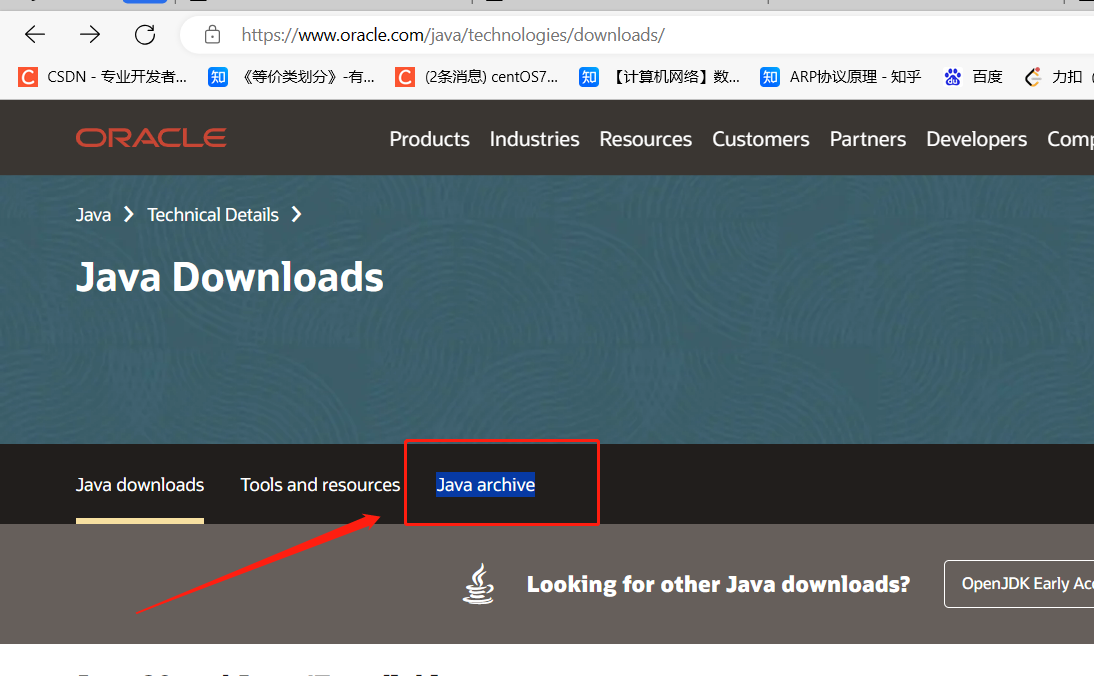 https://www.oracle.com/java/technologies/downloads/
CSDN - 专业开发者... 知 《等价类划分》-有... (2条消息) centOS7... 知 【计算机网络】数... 知 ARP协议原理 - 知乎 百度 力扣
ORACLE Products Industries Resources Customers Partners Developers Comp
Java Technical Details
Java Downloads
Java downloads Tools and resources Java archive
Looking for other Java downloads? OpenJDK Early Acc